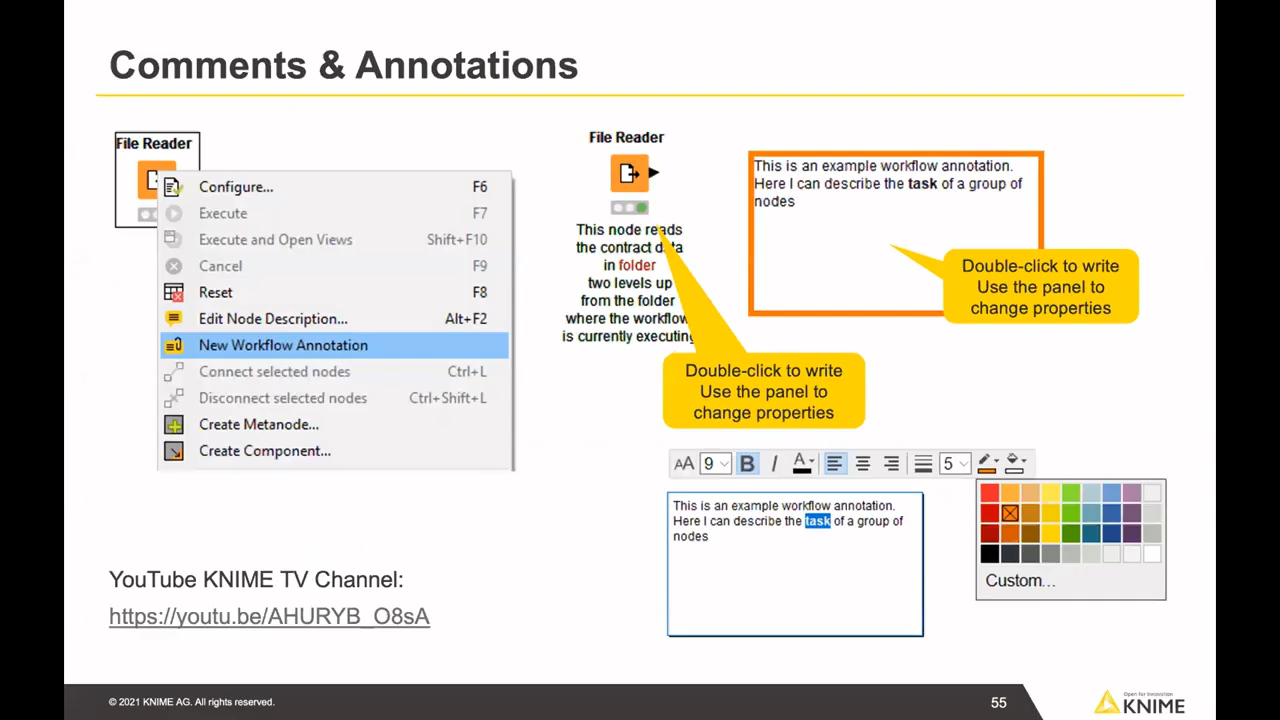 Comments & Annotations
File Reader
Configure... F6
Execute F7
Execute and Open Views Shift+F10
Cancel F9
Reset F8
Edit Node Description... Alt+F2
New Workflow Annotation
Connect selected nodes Ctrl+L
Disconnect selected nodes Ctrl+Shift+L
Create Metanode...
Create Component...
File Reader
This node reads
the contract data
in folder
two levels up
from the folder
where the workflow
is currently executing
Double-click to write
Use the panel to
change properties
This is an example workflow annotation.
Here I can describe the task of a group of
nodes
Double-click to write
Use the panel to
change properties
AA 9 B I A 5
This is an example workflow annotation.
Here I can describe the task of a group of
nodes
Custom...
YouTube KNIME TV Channel:
https://youtu.be/AHURYB_O8sA
© 2021 KNIME AG. All rights reserved.
55
Open for Innovation
KNIME